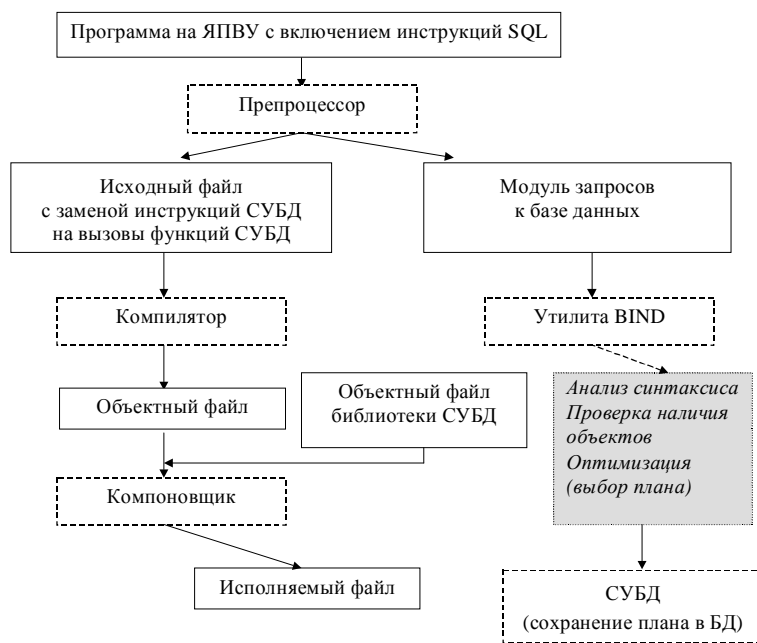 Программа на ЯПВУ с включением инструкций SQL
Препроцессор
Исходный файл
с заменой инструкций СУБД
на вызовы функций СУБД
Модуль запросов
к базе данных
Компилятор
Утилита BIND
Объектный файл
Объектный файл
библиотеки СУБД
Анализ синтаксиса
Проверка наличия
объектов
Оптимизация
(выбор плана)
Компоновщик
Исполняемый файл
СУБД
(сохранение плана в БД)